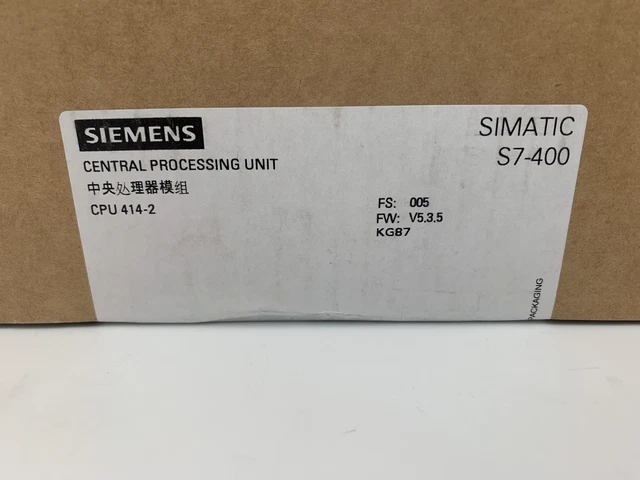 SIEMENS
SIMATIC
S7-400
CENTRAL PROCESSING UNIT
中央处理器模组
CPU 414-2
FS: 005
FW: V5.3.5
KG87
PACKAGING